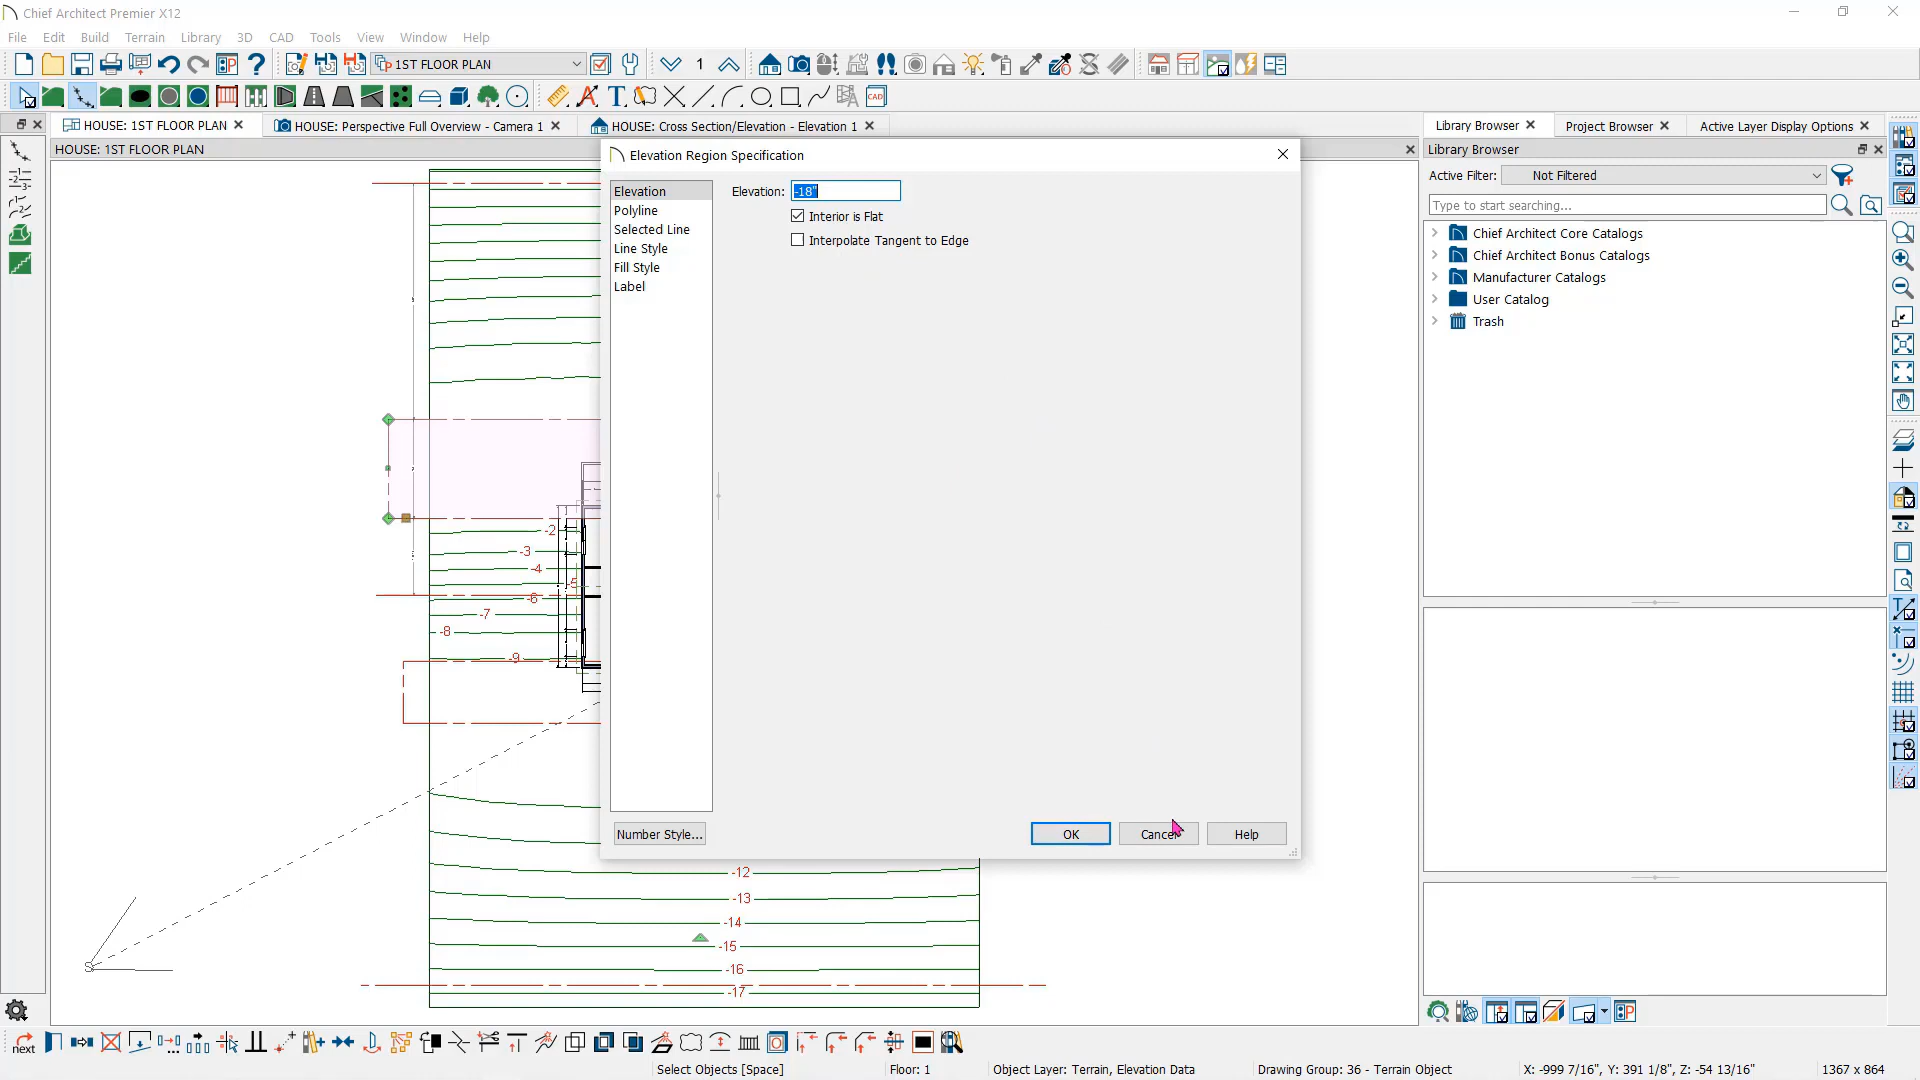 Chief Architect Premier X12
File Edit Build Terrain Library 3D CAD Tools View Window Help
1ST FLOOR PLAN
1
CAD
HOUSE: 1ST FLOOR PLAN
HOUSE: Perspective Full Overview - Camera 1
HOUSE: Cross Section/Elevation - Elevation 1
Library Browser
Project Browser
Active Layer Display Options
HOUSE: 1ST FLOOR PLAN
Elevation Region Specification
Library Browser
Active Filter: Not Filtered
Type to start searching...
Elevation
Polyline
Selected Line
Line Style
Fill Style
Label
Elevation: -18"
Interior is Flat
Interpolate Tangent to Edge
Chief Architect Core Catalogs
Chief Architect Bonus Catalogs
Manufacturer Catalogs
User Catalog
Trash
-2
-3
-4
-5
-6
-7
-8
-9
Number Style...
OK
Cancel
Help
-12
-13
-14
-15
-16
-17
S
next
Select Objects [Space]
Floor: 1
Object Layer: Terrain, Elevation Data
Drawing Group: 36 - Terrain Object
X: -999 7/16", Y: 391 1/8", Z: -54 13/16"
1367 x 864